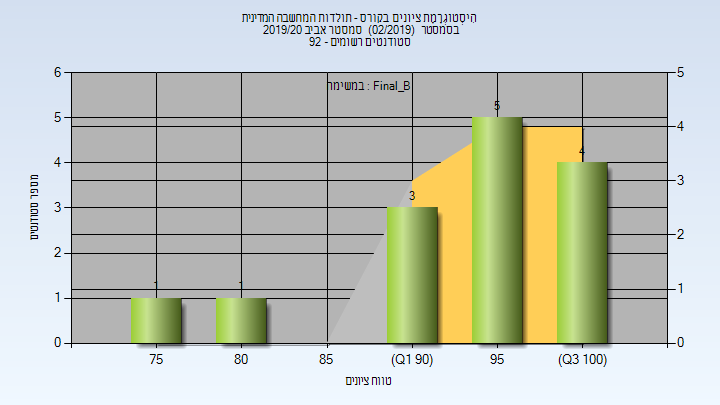 הִיסְטוֹגְרָמַת ציונים בקורס - תולדות המחשבה המדינית
בסמסטר (02/2019) סמסטר אביב 2019/20
סטודנטים רשומים - 92
במשימה : Final_B
6
5
4
3
2
1
0
5
4
3
2
1
0
מספר סטודנטים
1
1
3
5
4
75
80
85
(Q1 90)
95
(Q3 100)
טווח ציונים